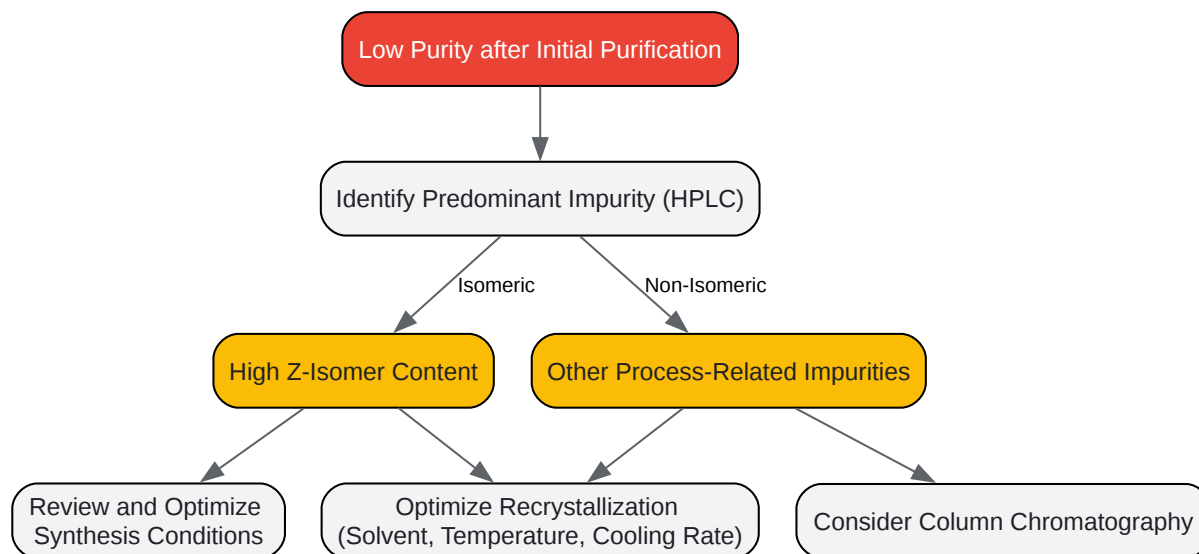 Low Purity after Initial Purification
Identify Predominant Impurity (HPLC)
Isomeric
Non-Isomeric
High Z-Isomer Content
Other Process-Related Impurities
Review and Optimize
Synthesis Conditions
Optimize Recrystallization
(Solvent, Temperature, Cooling Rate)
Consider Column Chromatography